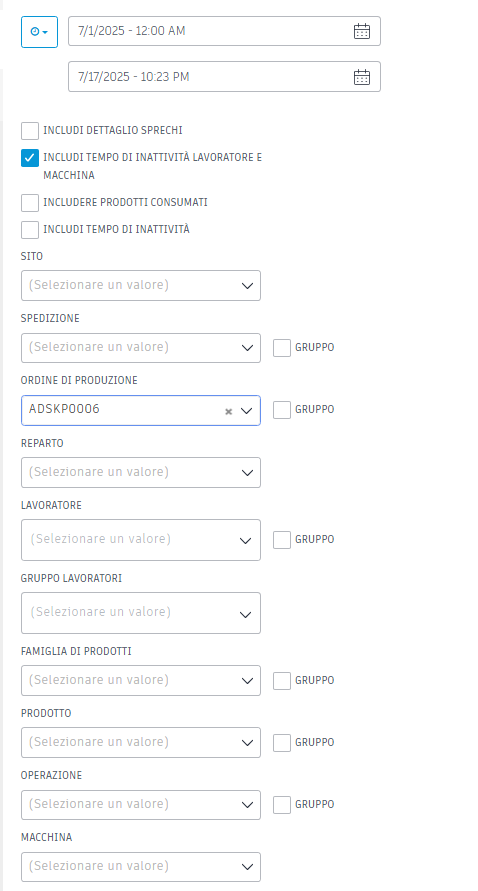 7/1/2025 - 12:00 AM
7/17/2025 - 10:23 PM
INCLUDI DETTAGLIO SPRECHI
INCLUDI TEMPO DI INATTIVITÀ LAVORATORE E
MACCHINA
INCLUDERE PRODOTTI CONSUMATI
INCLUDI TEMPO DI INATTIVITÀ
SITO
(Selezionare un valore)
SPEDIZIONE
(Selezionare un valore) GRUPPO
ORDINE DI PRODUZIONE
ADSKP0006 GRUPPO
REPARTO
(Selezionare un valore)
LAVORATORE
(Selezionare un valore) GRUPPO
GRUPPO LAVORATORI
(Selezionare un valore)
FAMIGLIA DI PRODOTTI
(Selezionare un valore) GRUPPO
PRODOTTO
(Selezionare un valore) GRUPPO
OPERAZIONE
(Selezionare un valore) GRUPPO
MACCHINA
(Selezionare un valore)